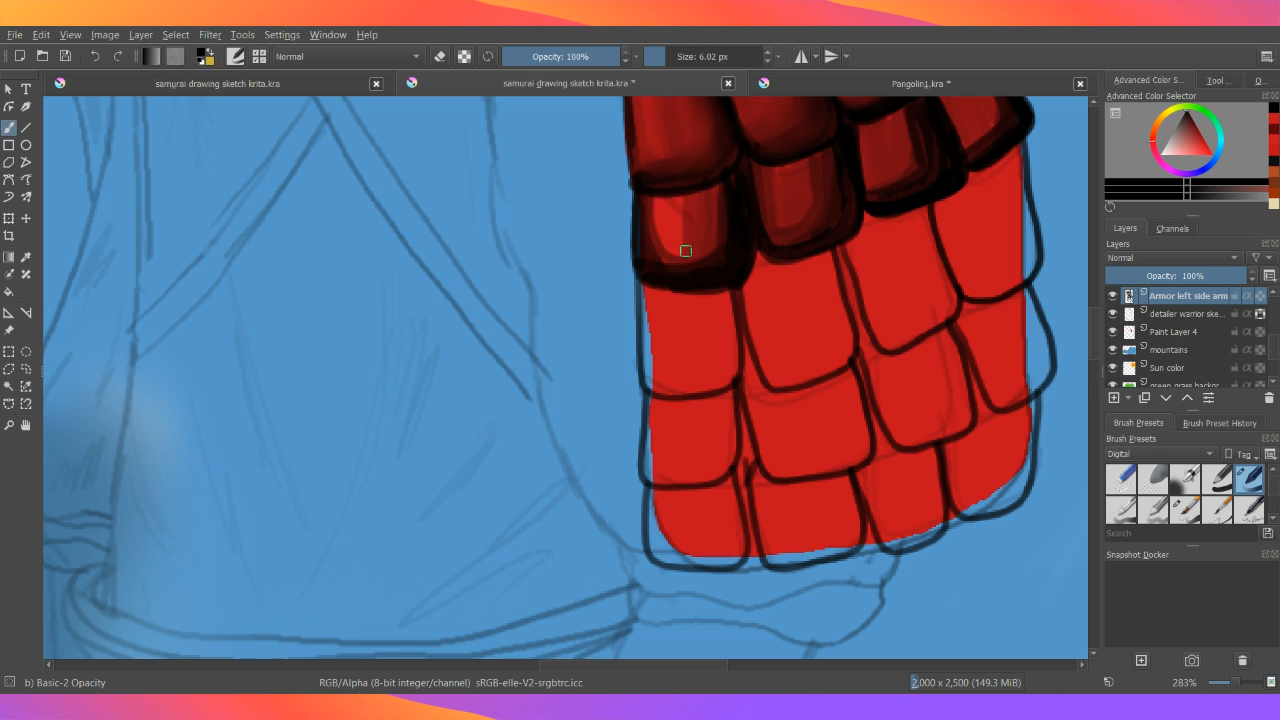 File Edit View Image Layer Select Filter Tools Settings Window Help
Normal Opacity: 100% Size: 6.02 px
samurai drawing sketch krita.kra samurai drawing sketch krita.kra * Pangolin1.kra *
Advanced Color S... Tool ... O...
Advanced Color Selector
Layers Channels
Layers
Normal
Opacity: 100%
Armor left side arm
detailer warrior ske...
Paint Layer 4
mountains
Sun color
Brush Presets Brush Preset History
Brush Presets
Digital Tag
Search
Snapshot Docker
b) Basic-2 Opacity RGB/Alpha (8-bit integer/channel) sRGB-elle-V2-srgbtrc.icc 2,000 x 2,500 (149.3 MiB) 283%